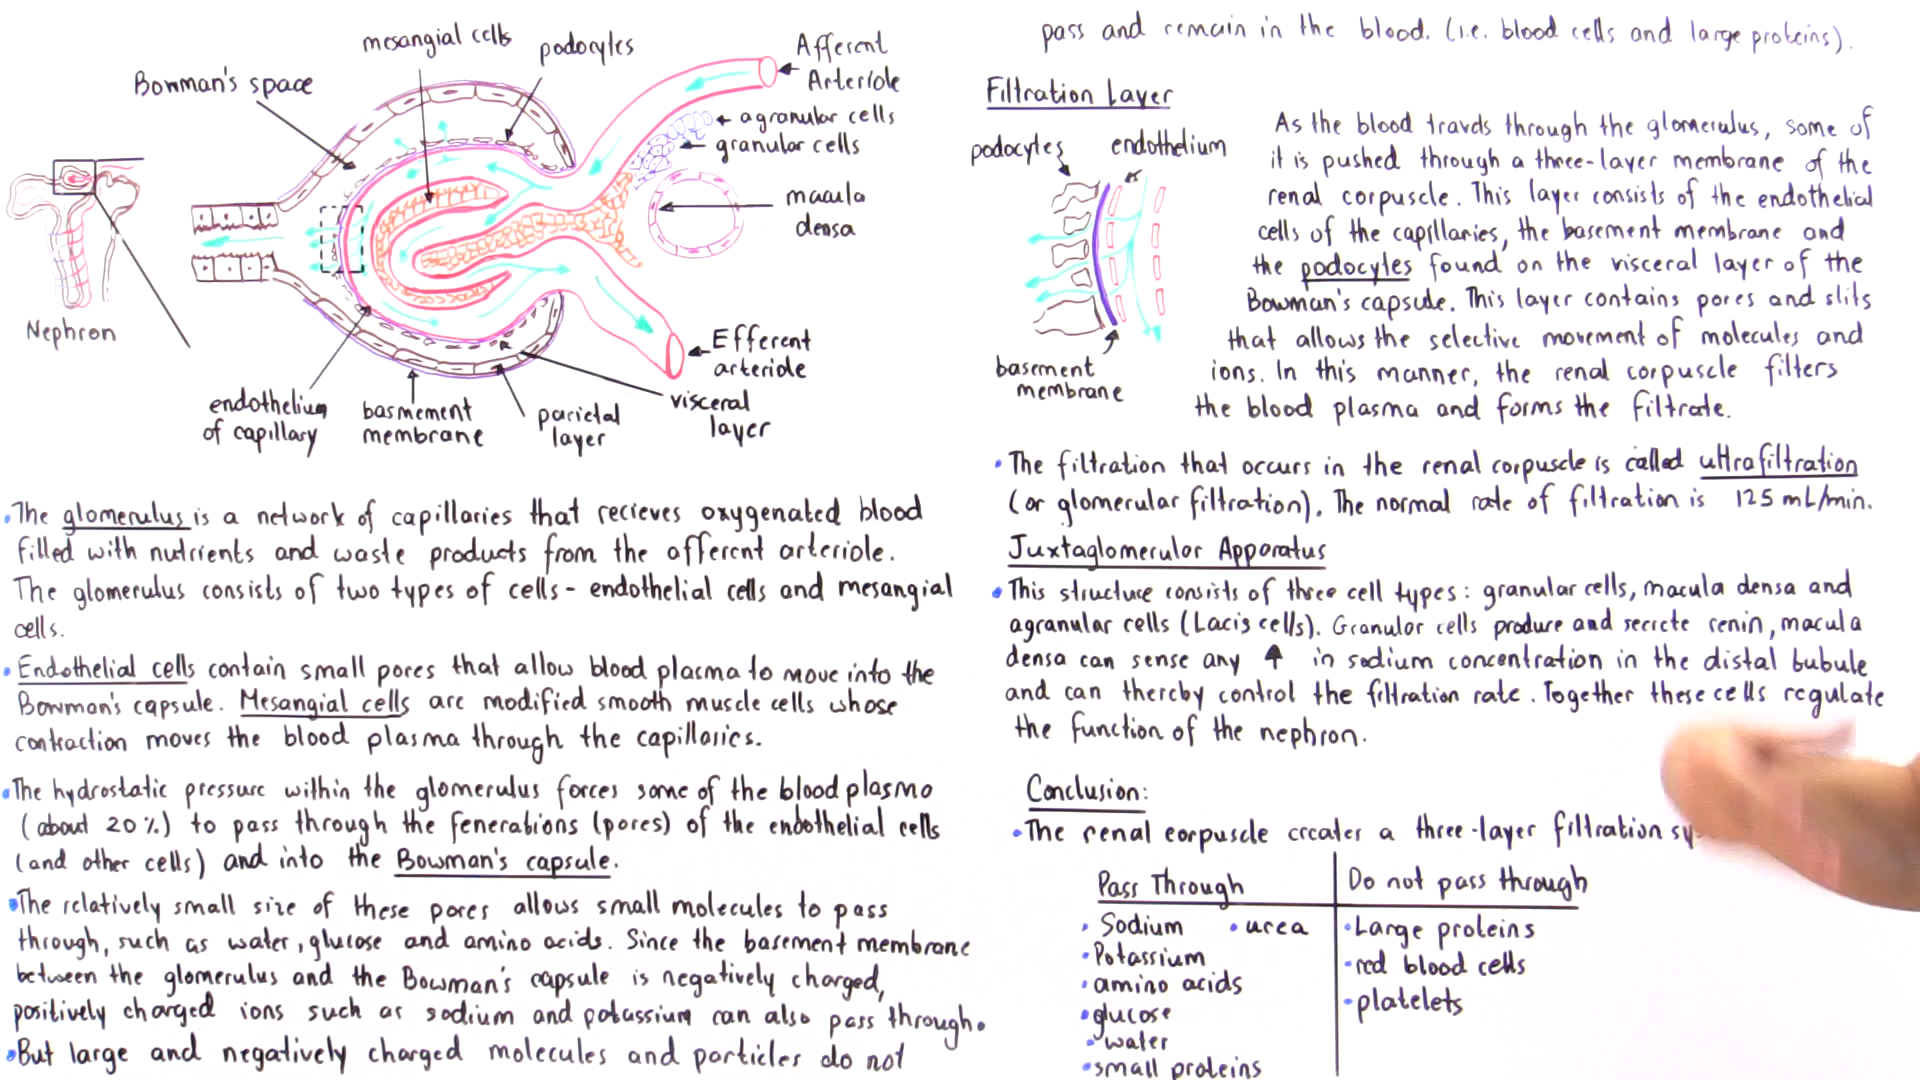 mesangial cells
podocytes
Afferent
Arteriole
Bowman's space
← agranular cells
granular cells
macula
densa
Nephron
Efferent
arteriole
endothelium
of capillary
basmement
membrane
parietal
layer
visceral
layer
•The glomerulus is a network of capillaries that recieves oxygenated blood
filled with nutrients and waste products from the afferent arteriole.
The glomerulus consists of two types of cells - endothelial cells and mesangial
cells.
• Endothelial cells contain small pores that allow blood plasma to move into the
Bowman's capsule. Mesangial cells are modified smooth muscle cells whose
contraction moves the blood plasma through the capillaries.
•The hydrostatic pressure within the glomerulus forces some of the blood plasma
(about 20%) to pass through the fenerations (pores) of the endothelial cells
(and other cells) and into the Bowman's capsule.
•The relatively small size of these pores allows small molecules to pass
through, such as water, glucose and amino acids. Since the basement membrane
between the glomerulus and the Bowman's capsule is negatively charged,
positively charged ions such as sodium and potassium can also pass through.
•But large and negatively charged molecules and particles do not
pass and remain in the blood. (i.e. blood cells and large proteins).
Filtration Layer
podocytes
endothelium
basement
membrane
As the blood travels through the glomerulus, some of
it is pushed through a three-layer membrane of the
renal corpuscle. This layer consists of the endothelial
cells of the capillaries, the basement membrane and
the podocytes found on the visceral layer of the
Bowman's capsule. This layer contains pores and slits
that allows the selective movement of molecules and
ions. In this manner, the renal corpuscle filters
the blood plasma and forms the filtrate.
• The filtration that occurs in the renal corpuscle is called ultrafiltration
(or glomerular filtration). The normal rate of filtration is 125 mL/min.
Juxtaglomerular Apparatus
• This structure consists of three cell types: granular cells, macula densa and
agranular cells (Lacis cells). Granular cells produce and secrete renin, macula
densa can sense any ↑ in sodium concentration in the distal bubule
and can thereby control the filtration rate. Together these cells regulate
the function of the nephron.
Conclusion:
•The renal corpuscle creates a three-layer filtration
Pass Through
Do not pass through
• Sodium
• urea
•Potassium
• amino acids
•glucose
•water
•small proteins
•Large proteins
•red blood cells
•platelets